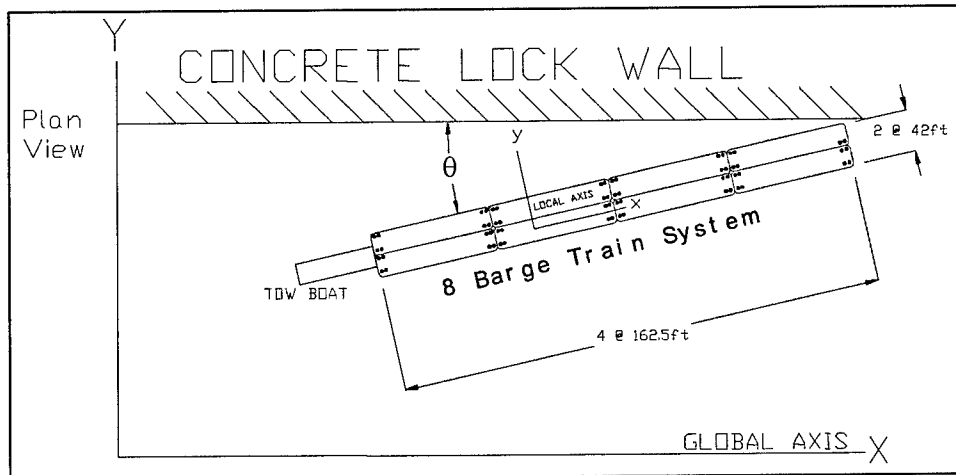 Y
CONCRETE LOCK WALL
Plan
View
θ
y
2 @ 42ft
LOCAL AXIS
x
8 Barge Train System
TOW BOAT
4 @ 162.5ft
GLOBAL AXIS
X